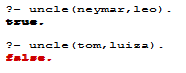 ?- uncle(neymar,leo).
true.
?- uncle(tom,luiza).
false.